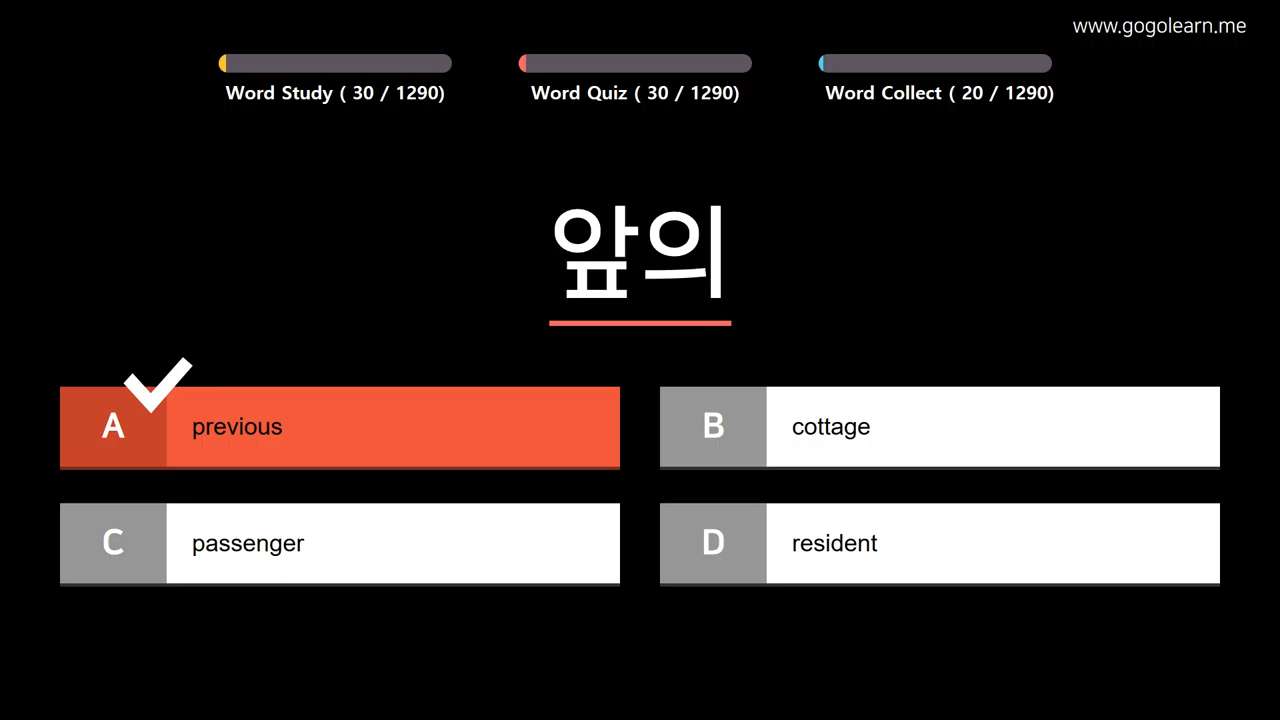 www.gogolearn.me
Word Study ( 30 / 1290)
Word Quiz ( 30 / 1290)
Word Collect ( 20 / 1290)
앞의
A previous
B cottage
C passenger
D resident